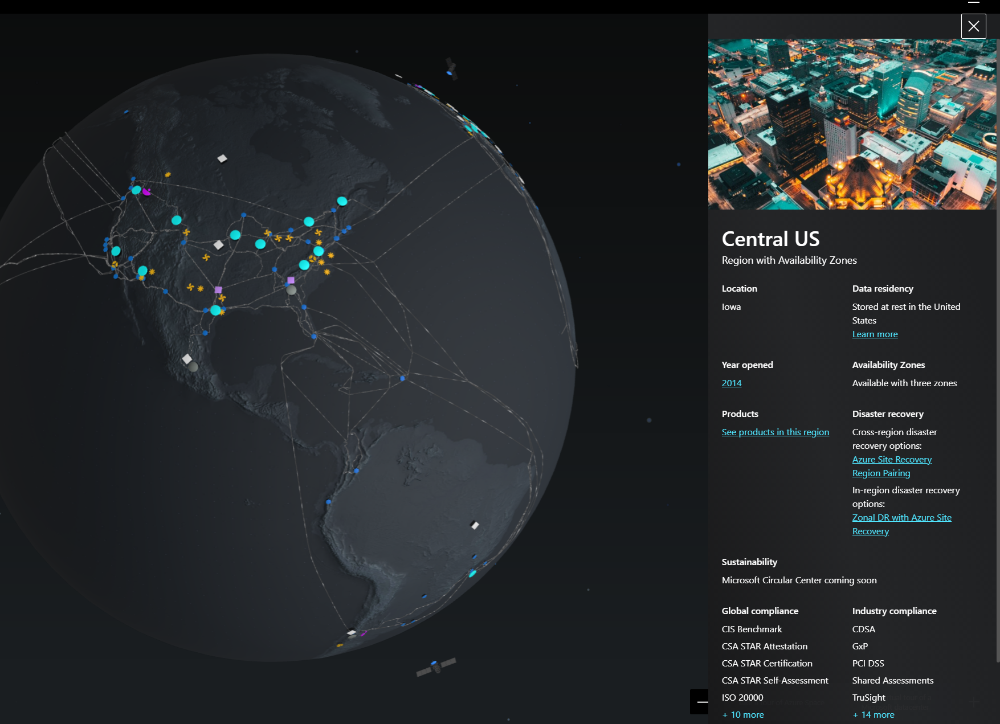 Central US
Region with Availability Zones
Location
Iowa
Data residency
Stored at rest in the United
States
Learn more
Year opened
2014
Availability Zones
Available with three zones
Products
See products in this region
Disaster recovery
Cross-region disaster
recovery options:
Azure Site Recovery
Region Pairing
In-region disaster recovery
options:
Zonal DR with Azure Site
Recovery
Sustainability
Microsoft Circular Center coming soon
Global compliance
CIS Benchmark
CSA STAR Attestation
CSA STAR Certification
CSA STAR Self-Assessment
ISO 20000
+ 10 more
Industry compliance
CDSA
GxP
PCI DSS
Shared Assessments
TruSight
+ 14 more